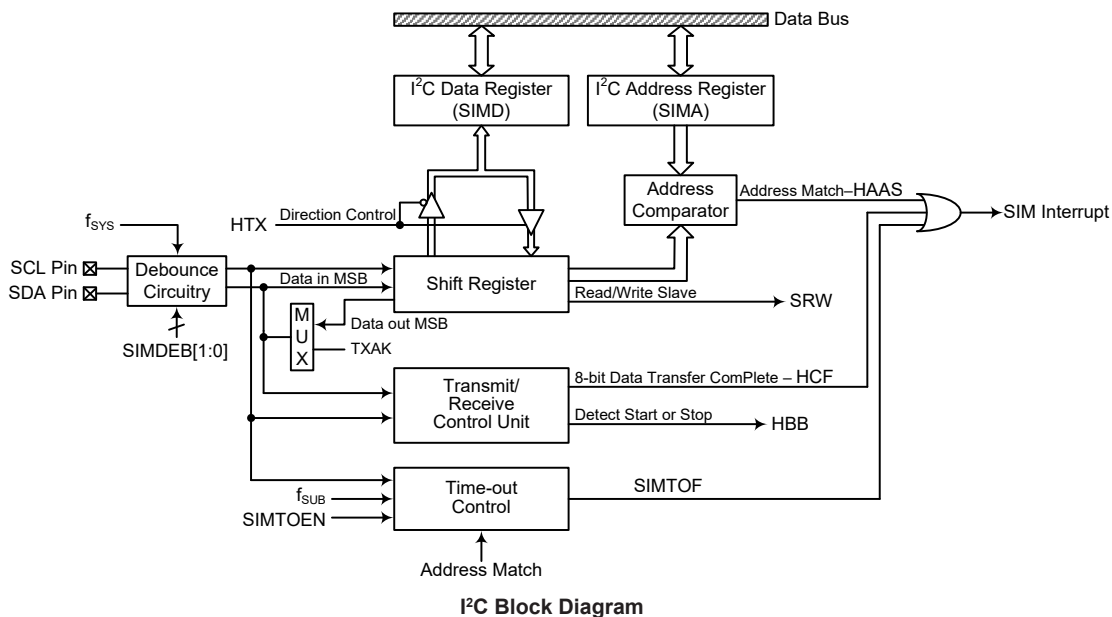 Data Bus
I²C Data Register
(SIMD)
I²C Address Register
(SIMA)
Address
Comparator
Address Match–HAAS
SIM Interrupt
HTX
Direction Control
fSYS
SCL Pin
SDA Pin
Debounce
Circuitry
SIMDEB[1:0]
Data in MSB
Shift Register
Read/Write Slave
SRW
M
U
X
Data out MSB
TXAK
Transmit/
Receive
Control Unit
8-bit Data Transfer ComPlete – HCF
Detect Start or Stop
HBB
fSUB
SIMTOEN
Time-out
Control
SIMTOF
Address Match
I²C Block Diagram